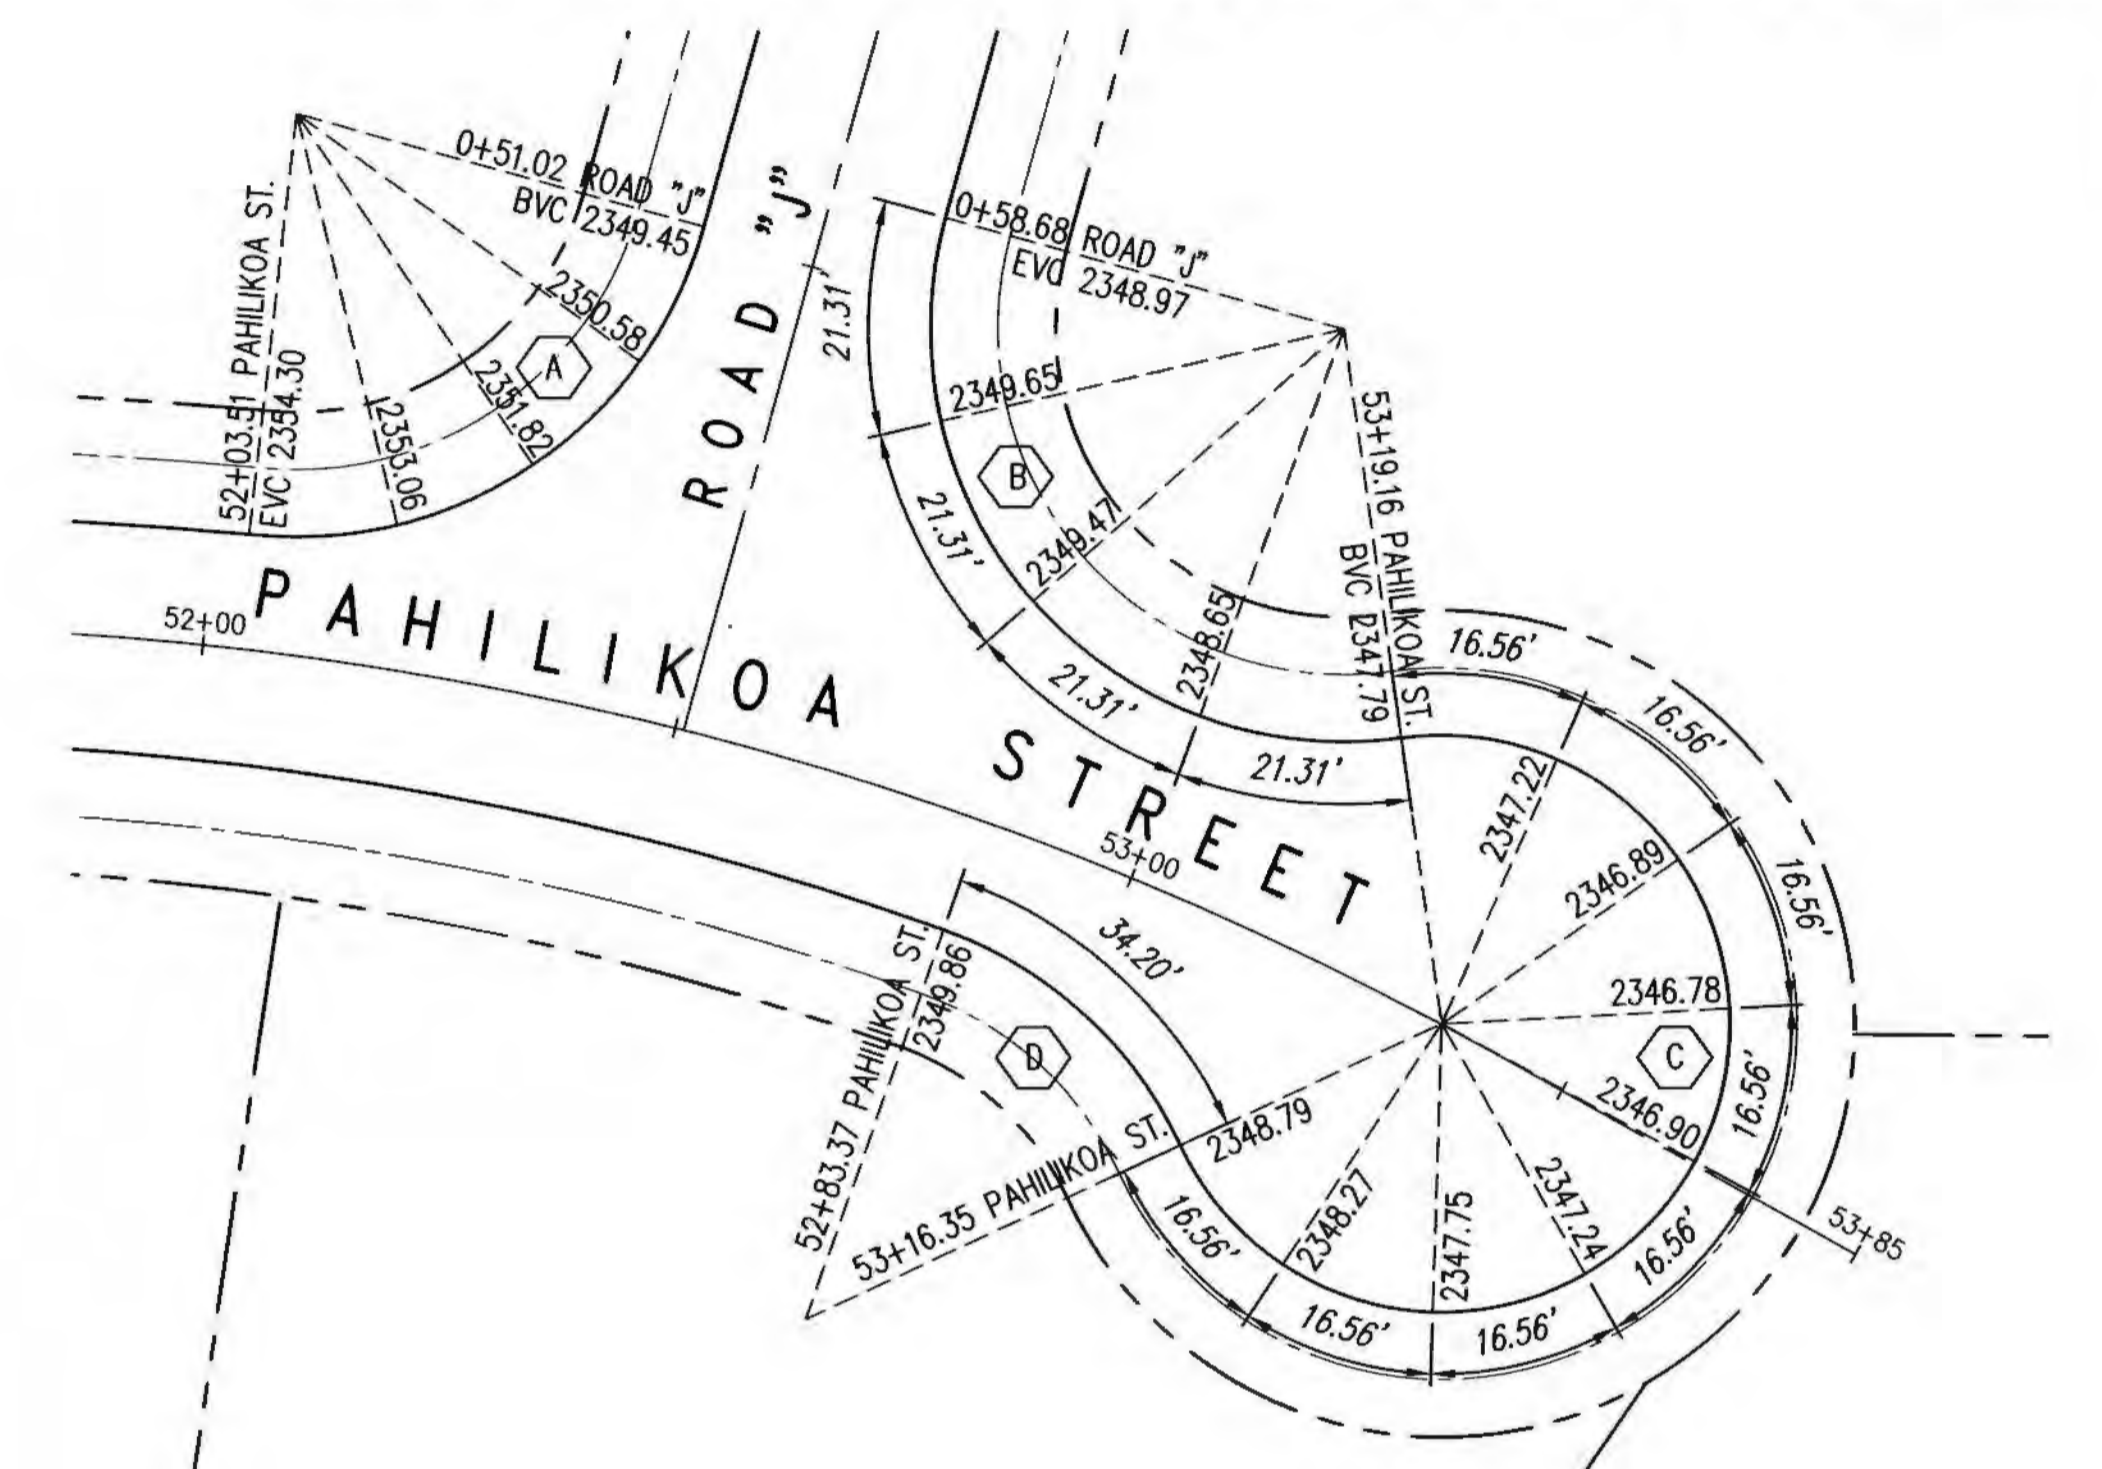 0+51.02 ROAD "J"
BVC 2349.45
52+03.51 PAHILIKOA ST.
EVC 2354.30
2353.06
2351.82
2350.58
A
ROAD "J"
0+58.68 ROAD "J"
EVC 2348.97
21.31'
2349.65
B
21.31'
2349.47
2348.65
21.31'
21.31'
53+19.16 PAHILIKOA ST.
BVC 2347.79
52+00
PAHILIKOA STREET
53+00
16.56'
16.56'
16.56'
16.56'
16.56'
16.56'
16.56'
16.56'
2347.22
2346.89
2346.78
C
2346.90
2347.24
2347.75
2348.27
2348.79
53+85
34.20'
D
52+83.37 PAHILIKOA ST.
2349.86
53+16.35 PAHILIKOA ST.